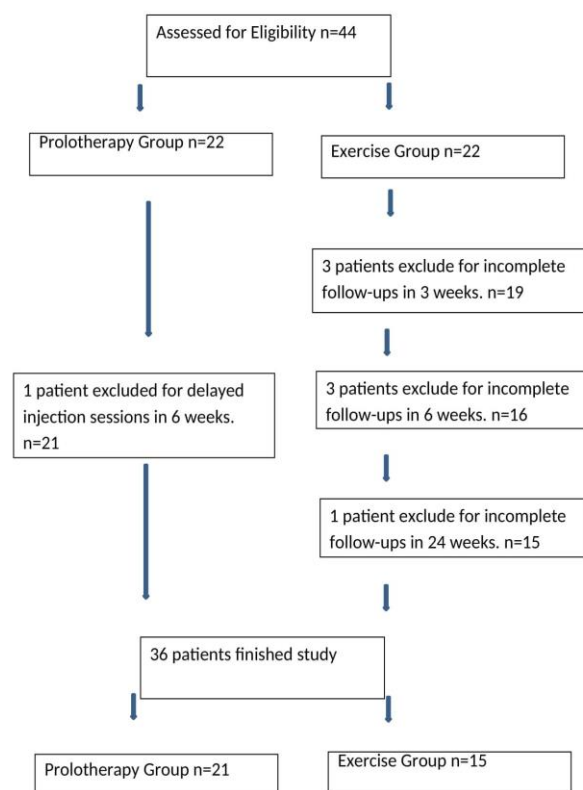 Assessed for Eligibility n=44
Prolotherapy Group n=22
Exercise Group n=22
3 patients exclude for incomplete
follow-ups in 3 weeks. n=19
1 patient excluded for delayed
injection sessions in 6 weeks.
n=21
3 patients exclude for incomplete
follow-ups in 6 weeks. n=16
1 patient exclude for incomplete
follow-ups in 24 weeks. n=15
36 patients finished study
Prolotherapy Group n=21
Exercise Group n=15